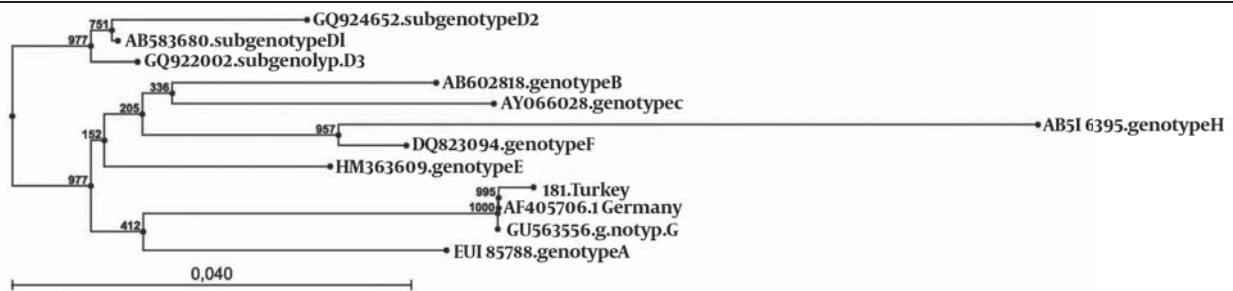 GQ924652.subgenotypeD2
751
AB583680.subgenotypeDl
977
GQ922002.subgenolyp.D3
AB602818.genotypeB
336
AY066028.genotypec
205
AB5I 6395.genotypeH
957
152
DQ823094.genotypeF
HM363609.genotypeE
977
995
181.Turkey
1000
AF405706.1 Germany
GU563556.g.notyp.G
412
EUI 85788.genotypeA
0,040